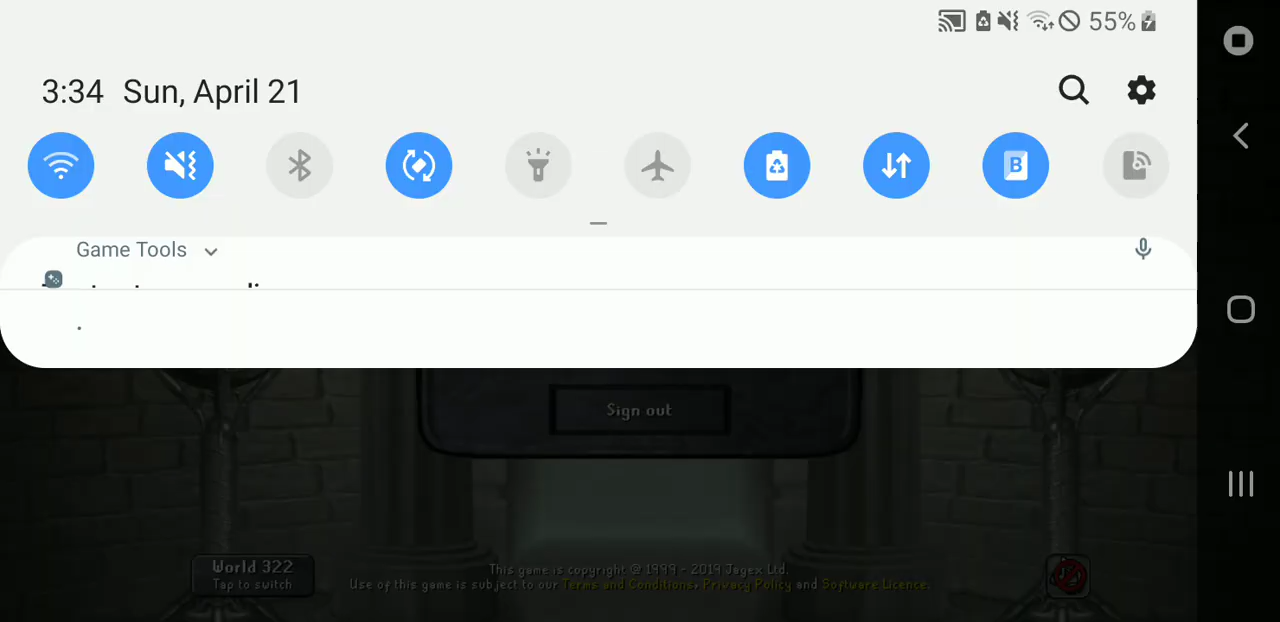 55%
3:34 Sun, April 21
B
Game Tools
Sign out
World 322
Tap to switch
This game is copyright © 1999 - 2019 Jagex Ltd.
Use of this game is subject to our Terms and Conditions, Privacy Policy and Software Licence.